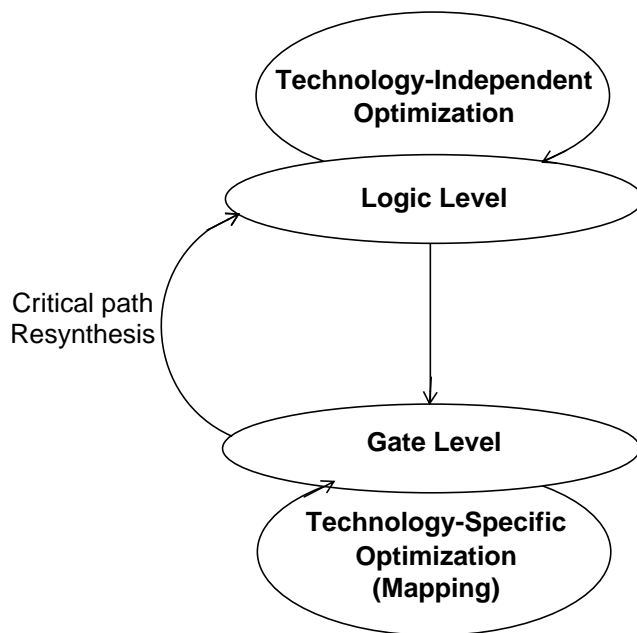 Technology-Independent
Optimization
Logic Level
Critical path
Resynthesis
Gate Level
Technology-Specific
Optimization
(Mapping)